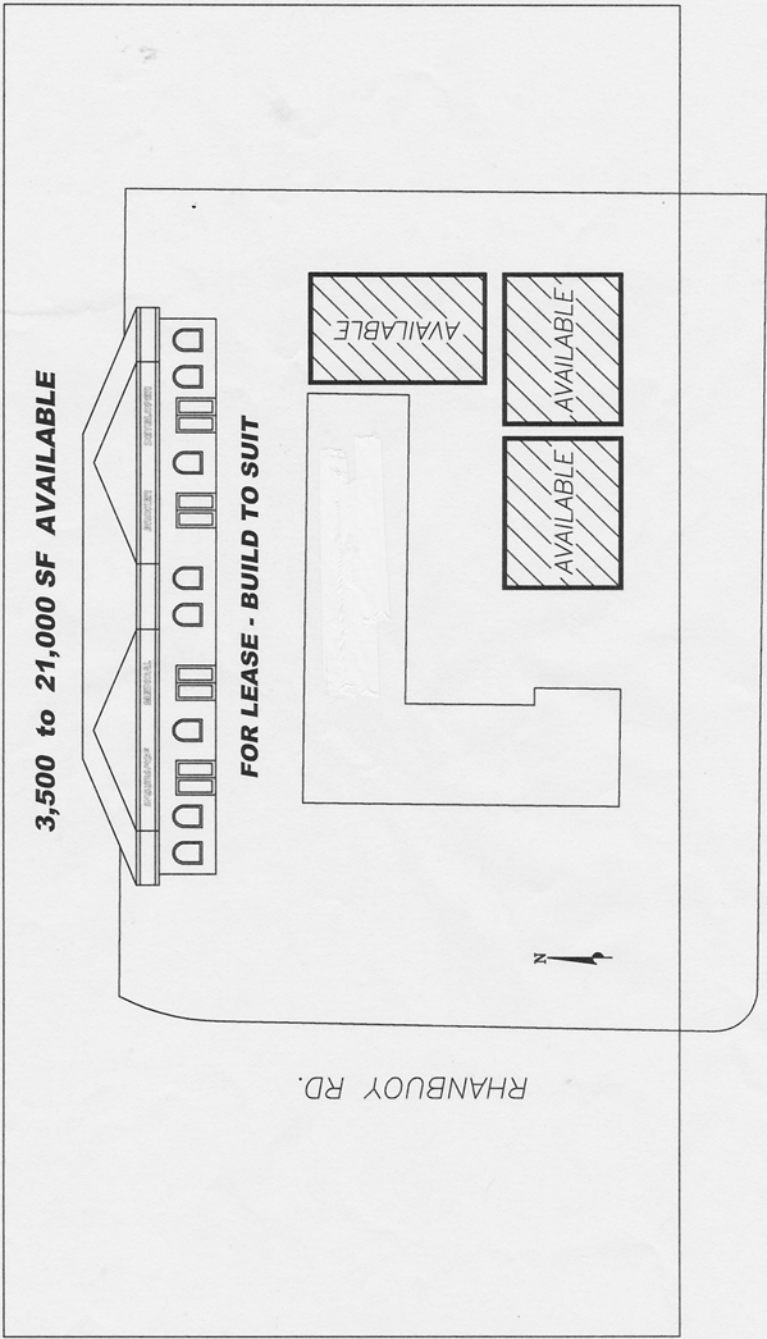 3,500 to 21,000 SF AVAILABLE
FOR LEASE - BUILD TO SUIT
AVAILABLE
AVAILABLE
AVAILABLE
N
RHANBUOY RD.